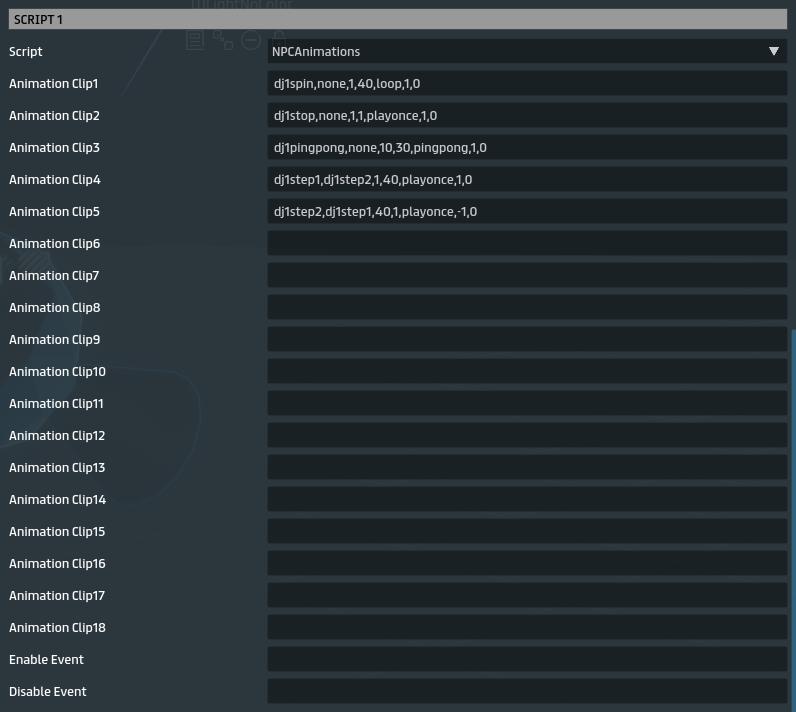 SCRIPT 1
Script NPCAnimations
Animation Clip1 dj1spin,none,1,40,loop,1,0
Animation Clip2 dj1stop,none,1,1,playonce,1,0
Animation Clip3 dj1pingpong,none,10,30,pingpong,1,0
Animation Clip4 dj1step1,dj1step2,1,40,playonce,1,0
Animation Clip5 dj1step2,dj1step1,40,1,playonce,-1,0
Animation Clip6
Animation Clip7
Animation Clip8
Animation Clip9
Animation Clip10
Animation Clip11
Animation Clip12
Animation Clip13
Animation Clip14
Animation Clip15
Animation Clip16
Animation Clip17
Animation Clip18
Enable Event
Disable Event